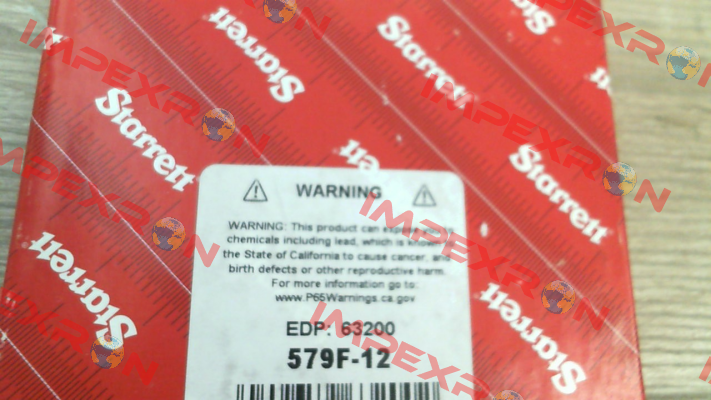 Starrett
Starrett
Starrett
Starrett
Starrett
Starrett
WARNING
WARNING: This product can expose you to
chemicals including lead, which is known
the State of California to cause cancer, and
birth defects or other reproductive harm.
For more information go to:
www.P65Warnings.ca.gov
EDP: 63200
579F-12
IMPEXRON
IMPEXRON
IMPEXRON
IMPEXRON
IMPEXRON
IMPEXRON